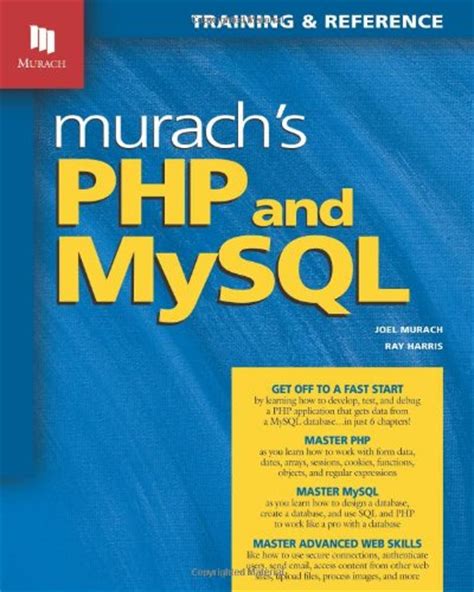 TRAINING & REFERENCE
MURACH
murach's
PHP and
MySQL
JOEL MURACH
RAY HARRIS
GET OFF TO A FAST START
by learning how to develop, test, and debug
a PHP application that gets data from
a MySQL database...in just 6 chapters!
MASTER PHP
as you learn how to work with form data,
dates, arrays, sessions, cookies, functions,
objects, and regular expressions
MASTER MySQL
as you learn how to design a database,
create a database, and use SQL and PHP
to work like a pro with a database
MASTER ADVANCED WEB SKILLS
like how to use secure connections, authenticate
users, send email, access content from other web
sites, upload files, process images, and more